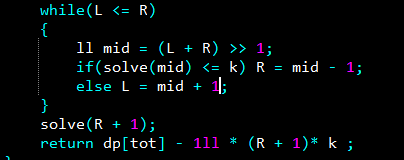 while(L <= R)
{
ll mid = (L + R) >> 1;
if(solve(mid) <= k) R = mid - 1;
else L = mid + 1;
}
solve(R + 1);
return dp[tot] - 1ll * (R + 1)* k ;